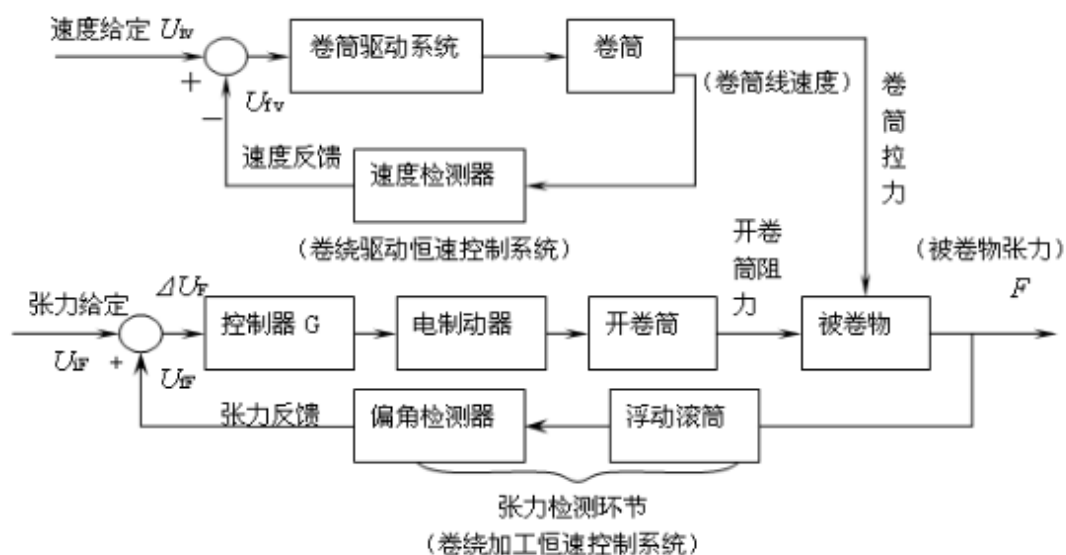 速度给定 Uiv
卷筒驱动系统
卷筒
+
Ufv
−
(卷筒线速度)
卷筒拉力
速度反馈
速度检测器
(卷绕驱动恒速控制系统)
开卷
筒阻
力
(被卷物张力)
F
张力给定
ΔUF
控制器 G
电制动器
开卷筒
被卷物
UiF +
UfF
张力反馈
偏角检测器
浮动滚筒
张力检测环节
(卷绕加工恒速控制系统)